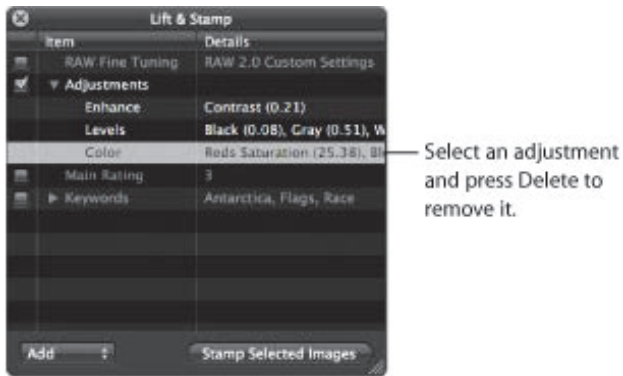 Lift & Stamp
Item Details
RAW Fine Tuning RAW 2.0 Custom Settings
Adjustments
Enhance Contrast (0.21)
Levels Black (0.08), Gray (0.51), W
Color Reds Saturation (25.38), Bl
Main Rating 3
Keywords Antarctica, Flags, Race
Add Stamp Selected Images
Select an adjustment
and press Delete to
remove it.